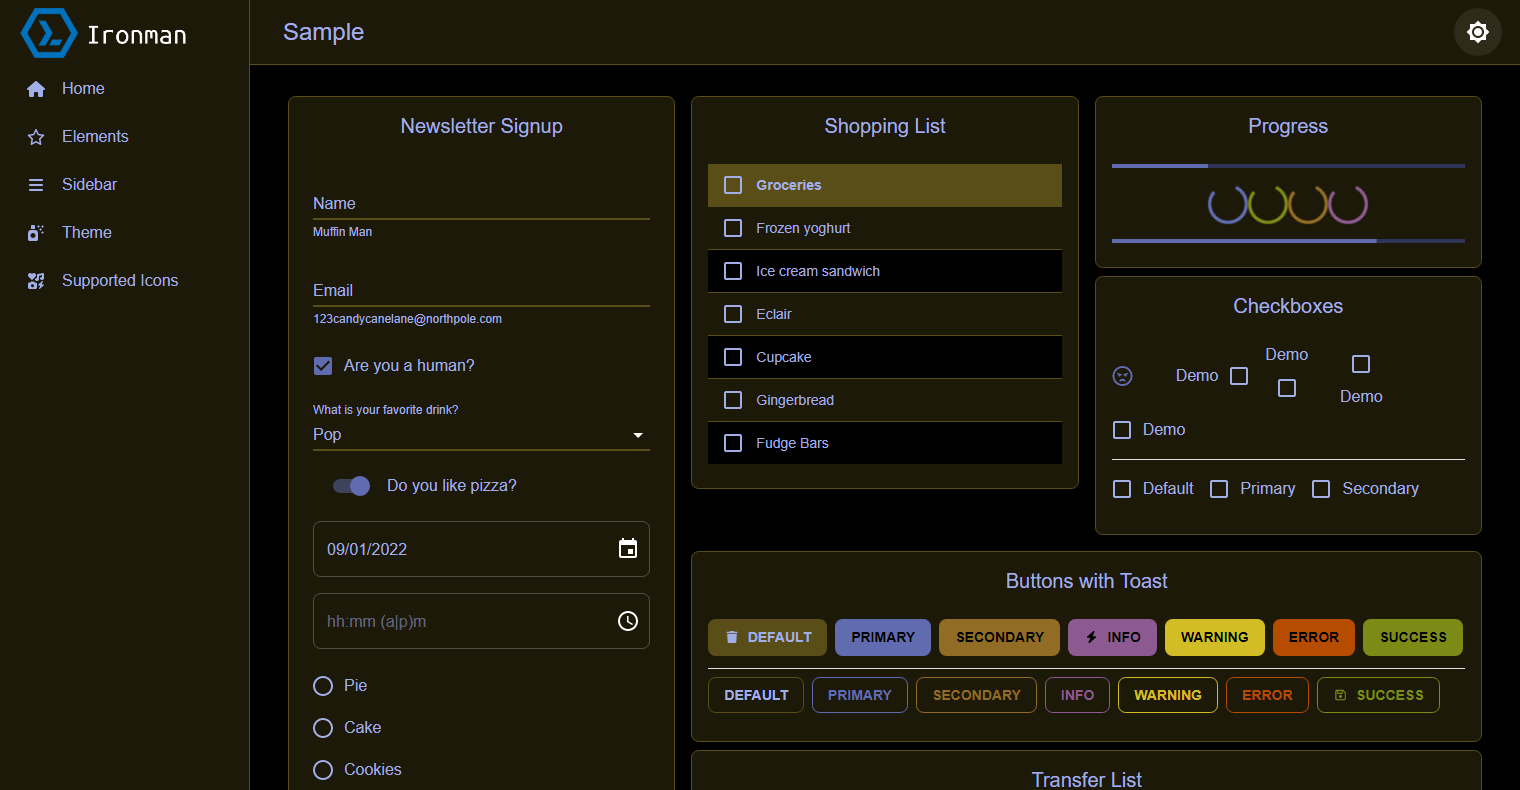 Ironman
Home
Elements
Sidebar
Theme
Supported Icons
Sample
Newsletter Signup
Name
Muffin Man
Email
123candycanelane@northpole.com
Are you a human?
What is your favorite drink?
Pop
Do you like pizza?
09/01/2022
hh:mm (a|p)m
Pie
Cake
Cookies
Shopping List
Groceries
Frozen yoghurt
Ice cream sandwich
Eclair
Cupcake
Gingerbread
Fudge Bars
Progress
Checkboxes
Demo
Demo
Demo
Demo
Default Primary Secondary
Buttons with Toast
DEFAULT PRIMARY SECONDARY INFO WARNING ERROR SUCCESS
DEFAULT PRIMARY SECONDARY INFO WARNING ERROR SUCCESS
Transfer List